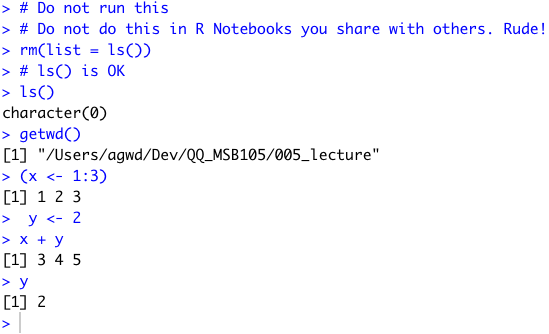 > # Do not run this
> # Do not do this in R Notebooks you share with others. Rude!
> rm(list = ls())
> # ls() is OK
> ls()
character(0)
> getwd()
[1] "/Users/agwd/Dev/QQ_MSB105/005_lecture"
> (x <- 1:3)
[1] 1 2 3
>  y <- 2
> x + y
[1] 3 4 5
> y
[1] 2
>